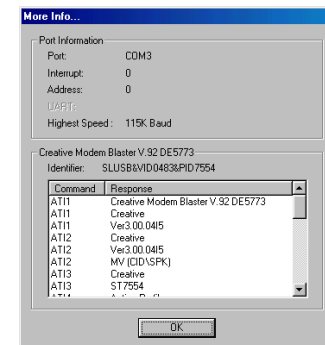 More Info...
Port Information
Port: COM3
Interrupt: 0
Address: 0
UART:
Highest Speed : 115K Baud
Creative Modem Blaster V.92 DE5773
Identifier: SLUSB&VID0483&PID7554
Command Response
ATI1 Creative Modem Blaster V.92 DE5773
ATI1 Creative
ATI1 Ver3.00.04I5
ATI2 Creative
ATI2 Ver3.00.04I5
ATI2 MV (CID\SPK)
ATI3 Creative
ATI3 ST7554
OK